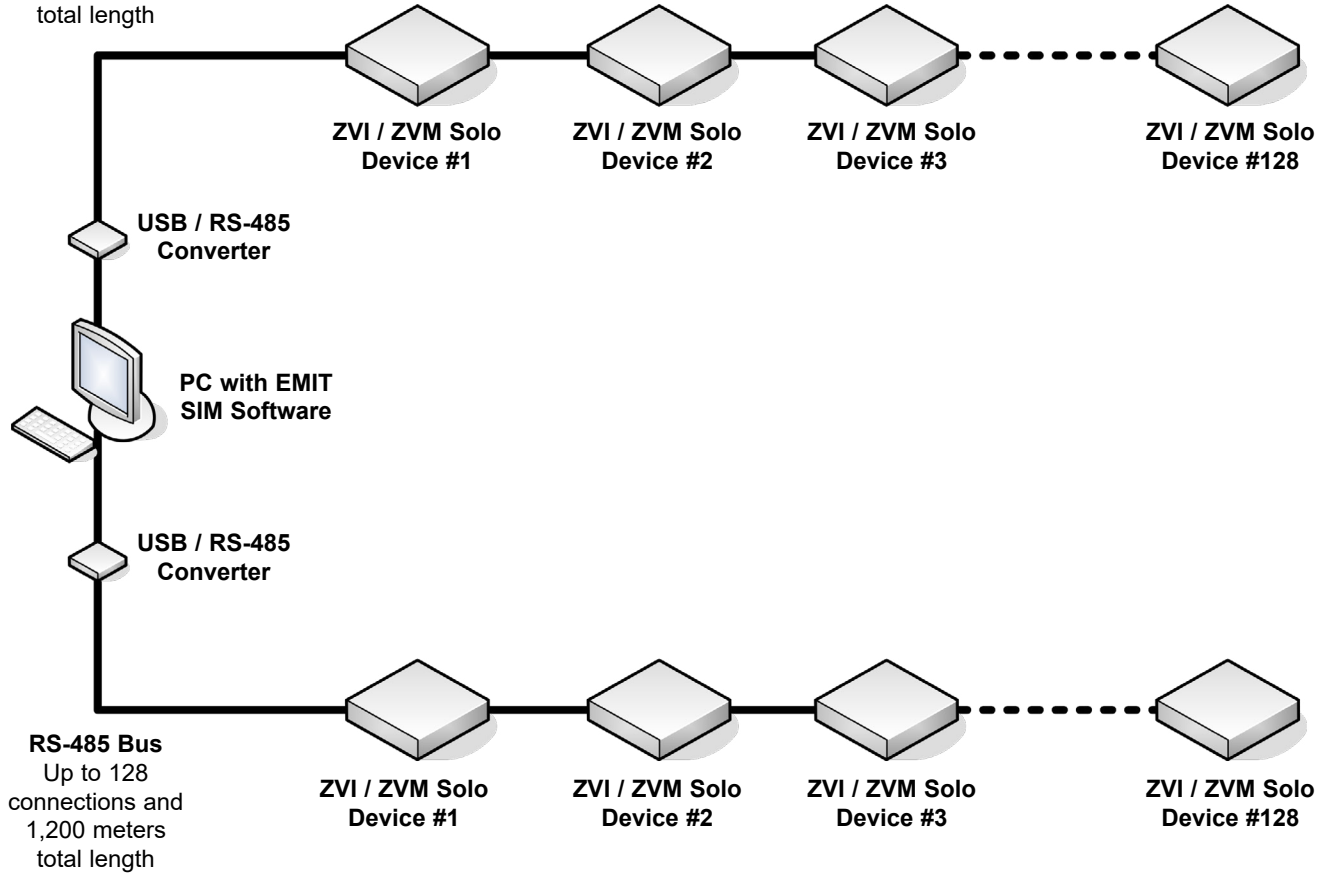 total length
ZVI / ZVM Solo
Device #1
ZVI / ZVM Solo
Device #2
ZVI / ZVM Solo
Device #3
ZVI / ZVM Solo
Device #128
USB / RS-485
Converter
PC with EMIT
SIM Software
USB / RS-485
Converter
RS-485 Bus
Up to 128
connections and
1,200 meters
total length
ZVI / ZVM Solo
Device #1
ZVI / ZVM Solo
Device #2
ZVI / ZVM Solo
Device #3
ZVI / ZVM Solo
Device #128